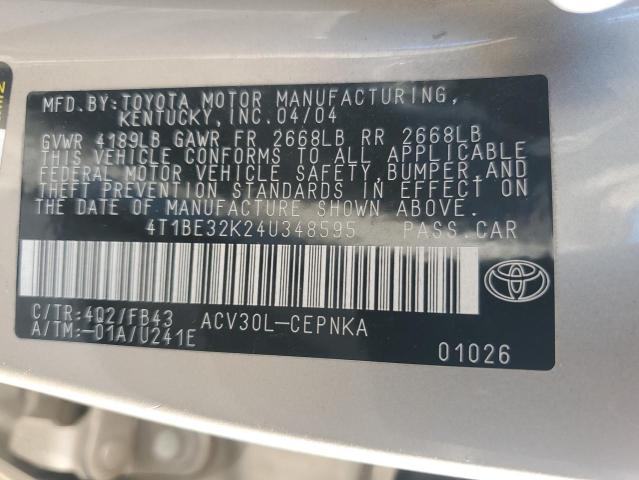 MFD.BY:TOYOTA MOTOR MANUFACTURING,
KENTUCKY, INC.04/04
GVWR 4189LB GAWR FR 2668LB RR 2668LB
THIS VEHICLE CONFORMS TO ALL APPLICABLE
FEDERAL MOTOR VEHICLE SAFETY, BUMPER, AND
THEFT PREVENTION STANDARDS IN EFFECT ON
THE DATE OF MANUFACTURE SHOWN ABOVE.
4T1BE32K24U348595 PASS.CAR
C/TR:4Q2/FB43 ACV30L-CEPNKA
A/TM:-01A/U241E
01026